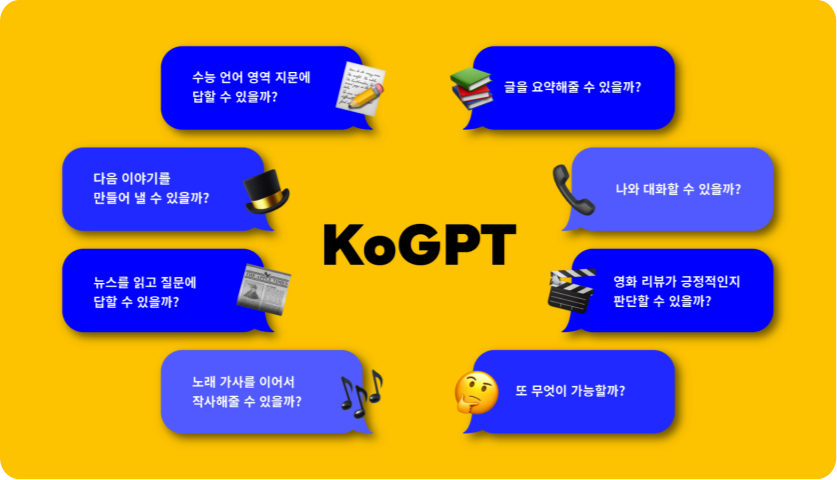 수능 언어 영역 지문에
답할 수 있을까?
글을 요약해줄 수 있을까?
다음 이야기를
만들어 낼 수 있을까?
나와 대화할 수 있을까?
KoGPT
뉴스를 읽고 질문에
답할 수 있을까?
영화 리뷰가 긍정적인지
판단할 수 있을까?
노래 가사를 이어서
작사해줄 수 있을까?
또 무엇이 가능할까?